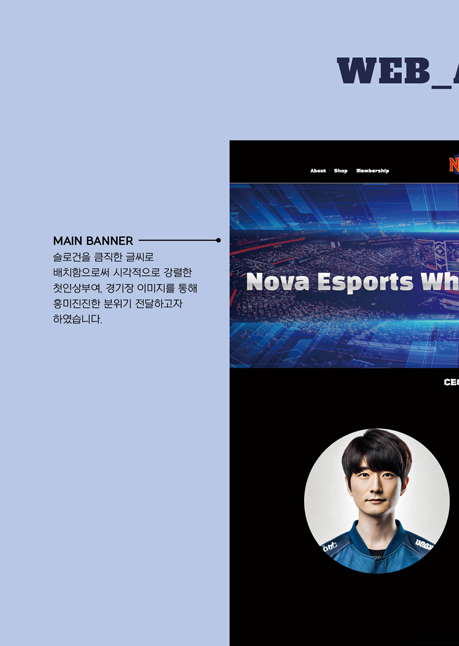 WEB_
About Shop Membership
N
MAIN BANNER
슬로건을 큼직한 글씨로
배치함으로써 시각적으로 강렬한
첫인상부여, 경기장 이미지를 통해
흥미진진한 분위기 전달하고자
하였습니다.
Nova Esports Wh
CEO